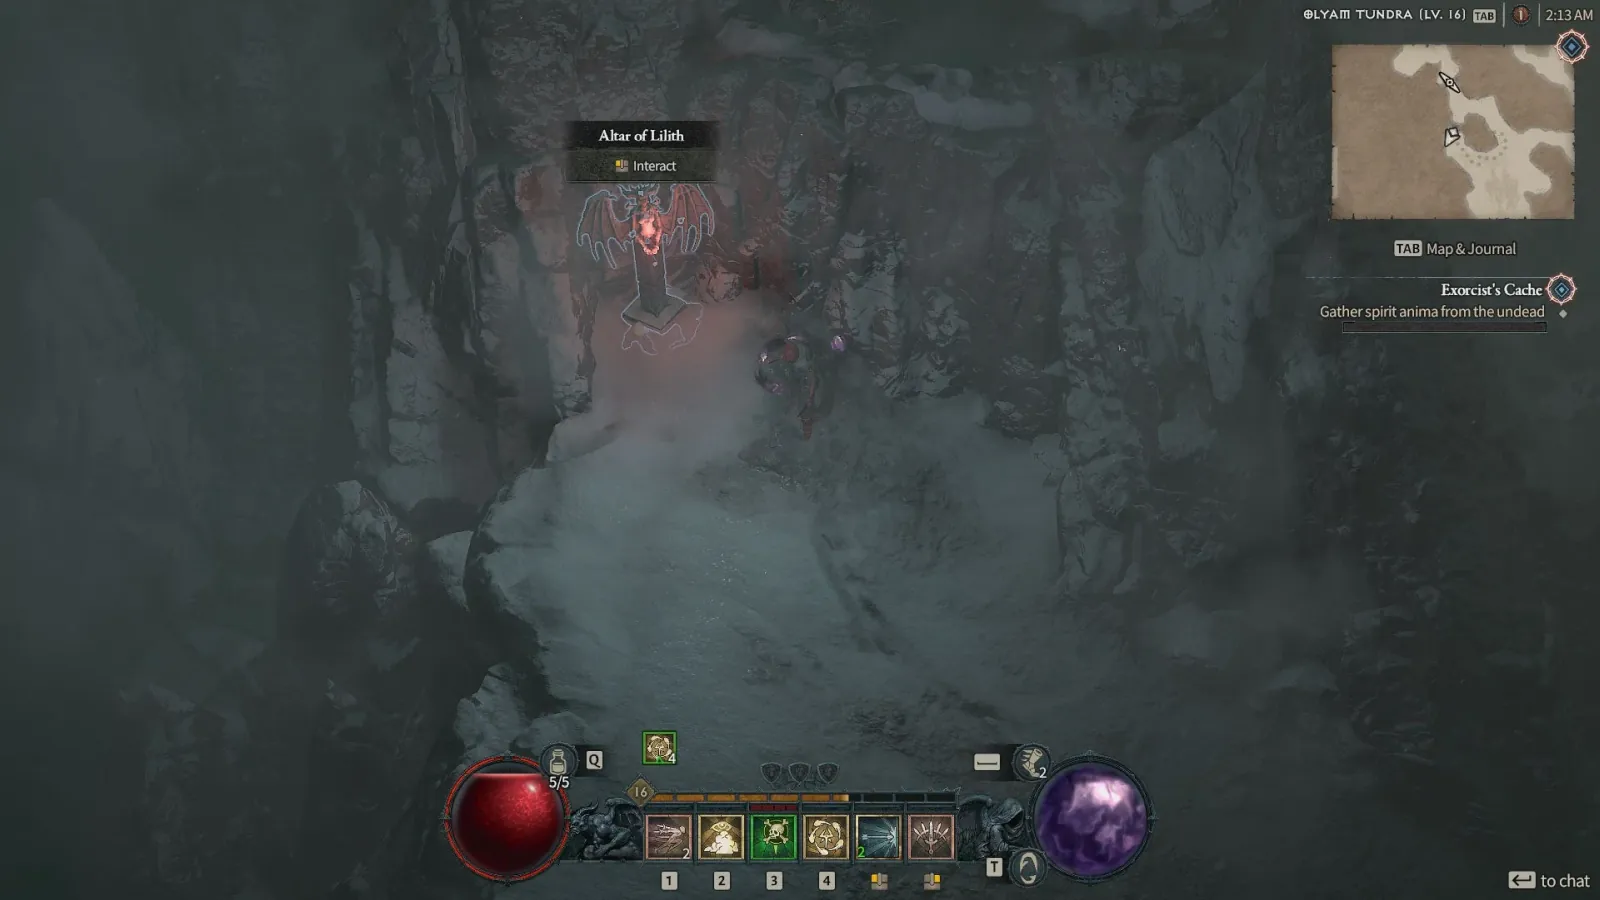 OLYAM TUNDRA (LV. 16) TAB 2:13 AM
Altar of Lilith
Interact
TAB Map & Journal
Exorcist's Cache
Gather spirit anima from the undead
Q
5/5
4
2
16
2
2
T
1 2 3 4
to chat